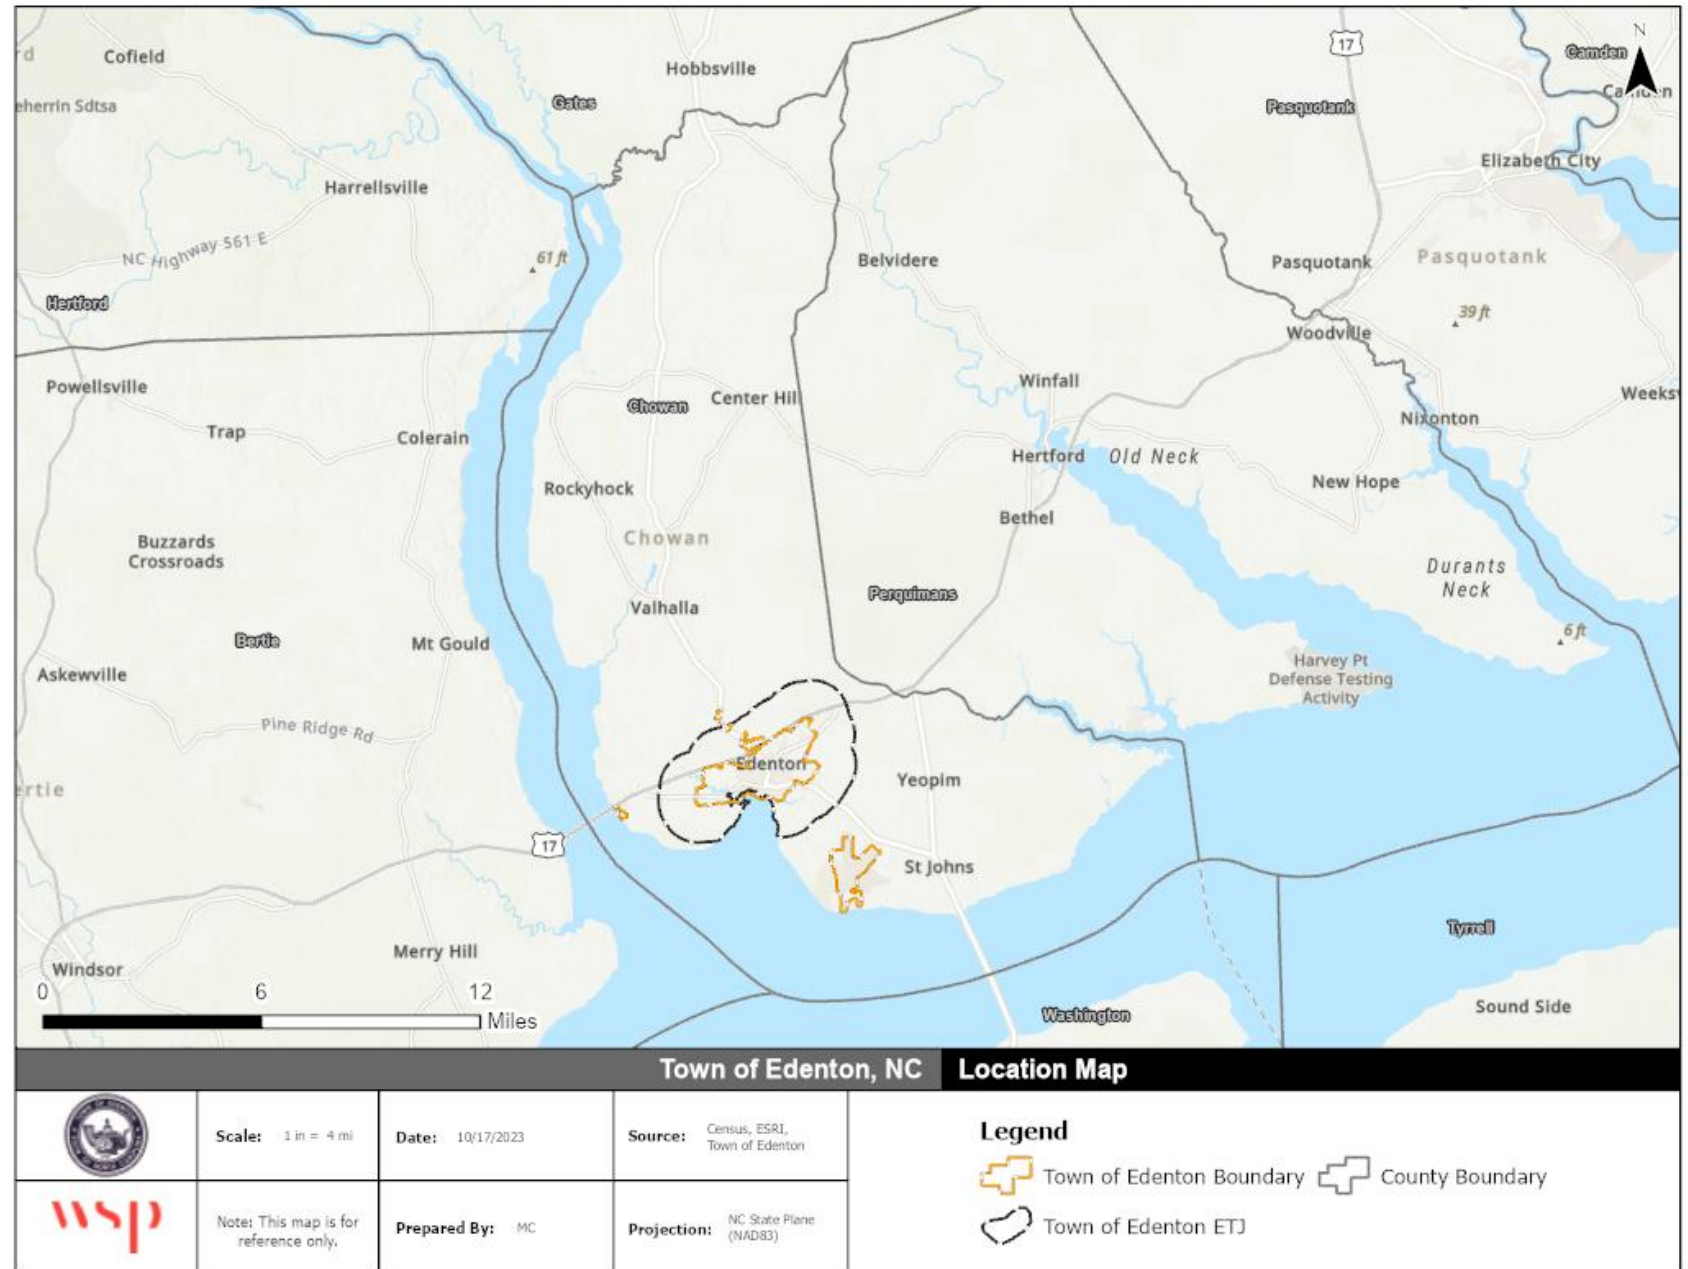 rd
Cofield
Hobbsville
17
N
Camden
eherrin Sdtsa
Gates
Pasquotank
Elizabeth City
Harrellsville
NC Highway 561 E
61 ft
Belvidere
Pasquotank
Pasquotank
Hertford
39 ft
Woodville
Powellsville
Winfall
Chowan
Center Hill
Weeksv
Trap
Colerain
Nixonton
Hertford
Old Neck
Rockyhock
New Hope
Bethel
Chowan
Buzzards
Crossroads
Durants
Neck
Perquimans
Valhalla
Bertie
Mt Gould
6 ft
Askewville
Harvey Pt
Defense Testing
Activity
Pine Ridge Rd
Edenton
Yeopim
ertie
17
St Johns
Tyrrell
Merry Hill
Windsor
0 6 12
Miles
Washington
Sound Side
Town of Edenton, NC Location Map
Scale: 1 in = 4 mi
Date: 10/17/2023
Source: Census, ESRI,
Town of Edenton
wsp
Note: This map is for
reference only.
Prepared By: MC
Projection: NC State Plane
(NAD83)
Legend
Town of Edenton Boundary
County Boundary
Town of Edenton ETJ